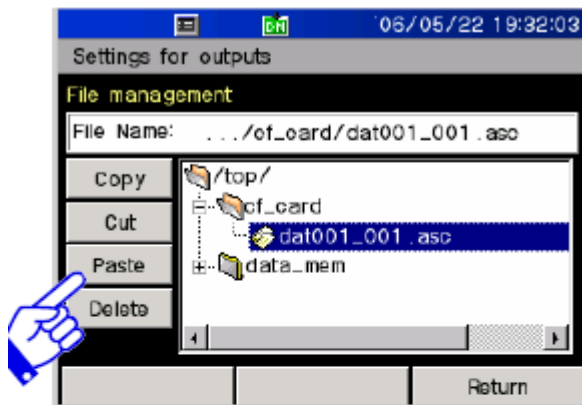 DM '06/05/22 19:32:03
Settings for outputs
File management
File Name: .../cf_card/dat001_001.asc
Copy
Cut
Paste
Delete
/top/
cf_card
dat001_001.asc
data_mem
Return